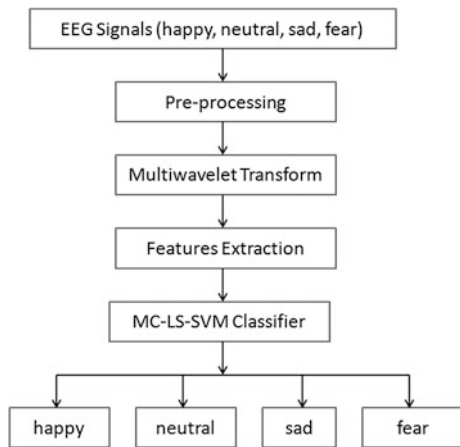 EEG Signals (happy, neutral, sad, fear)
Pre-processing
Multiwavelet Transform
Features Extraction
MC-LS-SVM Classifier
happy
neutral
sad
fear